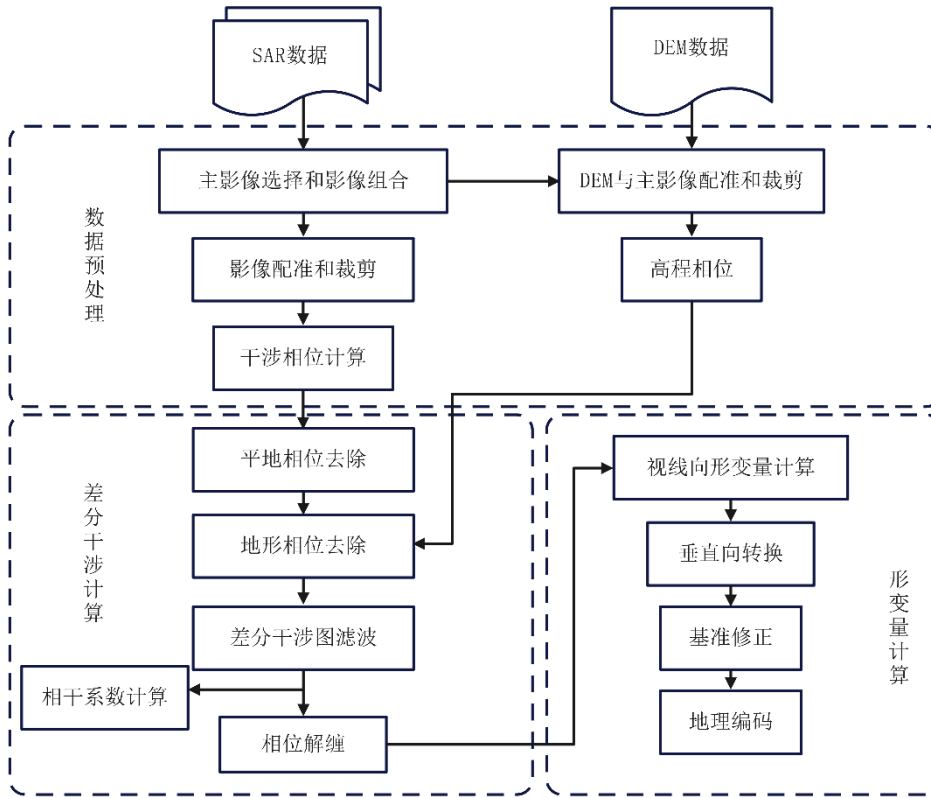 SAR数据
DEM数据
数据预处理
主影像选择和影像组合
DEM与主影像配准和裁剪
影像配准和裁剪
高程相位
干涉相位计算
差分干涉计算
平地相位去除
地形相位去除
差分干涉图滤波
相干系数计算
相位解缠
视线向形变量计算
垂直向转换
基准修正
地理编码
形变量计算